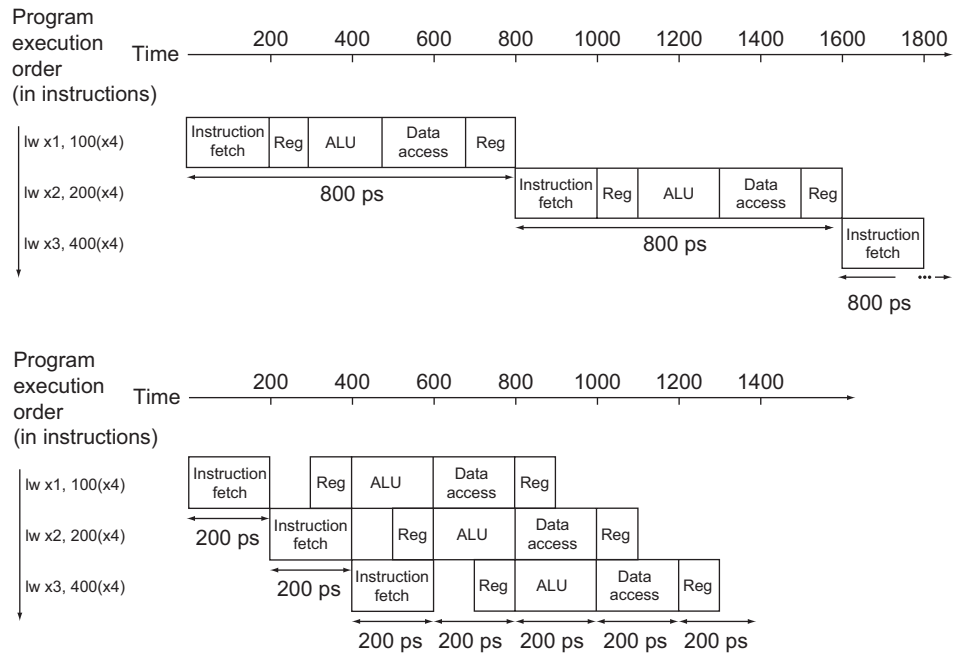 Program
execution
order
(in instructions)
Time
200 400 600 800 1000 1200 1400 1600 1800
lw x1, 100(x4)
Instruction fetch
Reg
ALU
Data access
Reg
800 ps
lw x2, 200(x4)
Instruction fetch
Reg
ALU
Data access
Reg
800 ps
lw x3, 400(x4)
Instruction fetch
...
800 ps
Program
execution
order
(in instructions)
Time
200 400 600 800 1000 1200 1400
lw x1, 100(x4)
Instruction fetch
Reg
ALU
Data access
Reg
200 ps
lw x2, 200(x4)
Instruction fetch
Reg
ALU
Data access
Reg
200 ps
lw x3, 400(x4)
Instruction fetch
Reg
ALU
Data access
Reg
200 ps 200 ps 200 ps 200 ps 200 ps